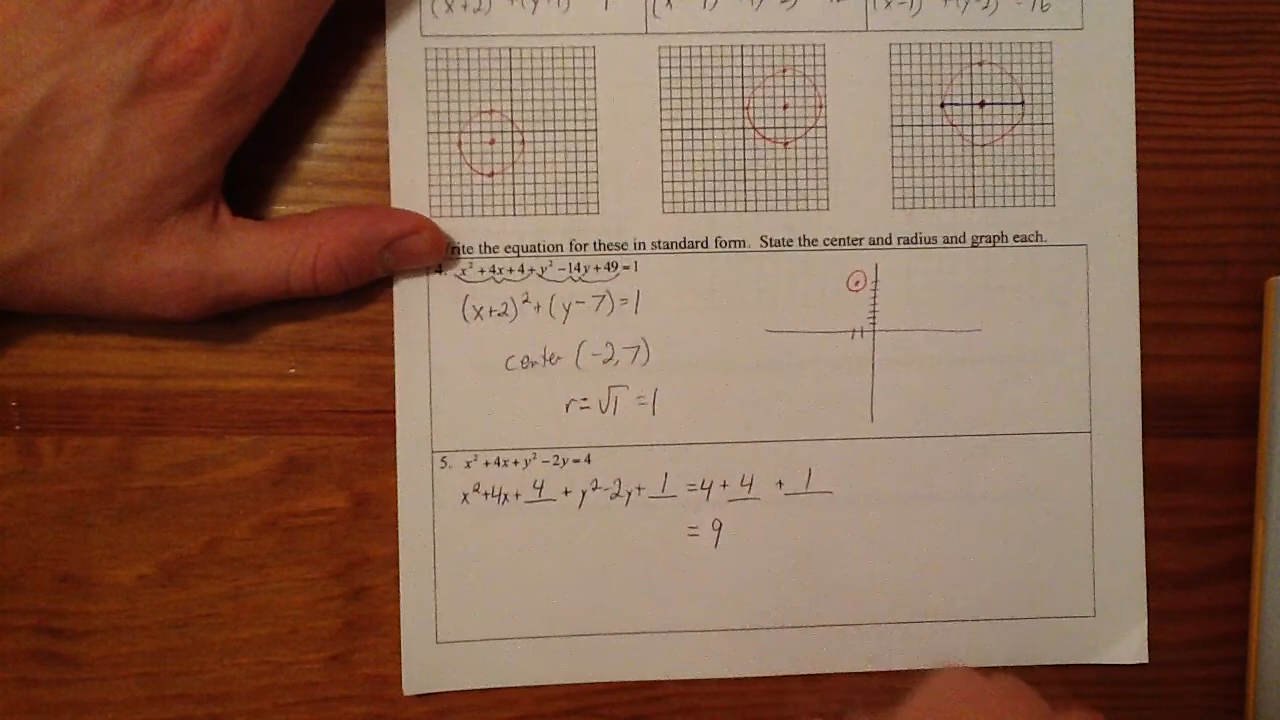 Write the equation for these in standard form. State the center and radius and graph each.
4. x² + 4x + 4 + y² − 14y + 49 = 1
(x+2)² + (y−7) = 1
center (−2, 7)
r = √1 = 1
5. x² + 4x + y² − 2y = 4
x² + 4x + 4 + y² − 2y + 1 = 4 + 4 + 1
= 9